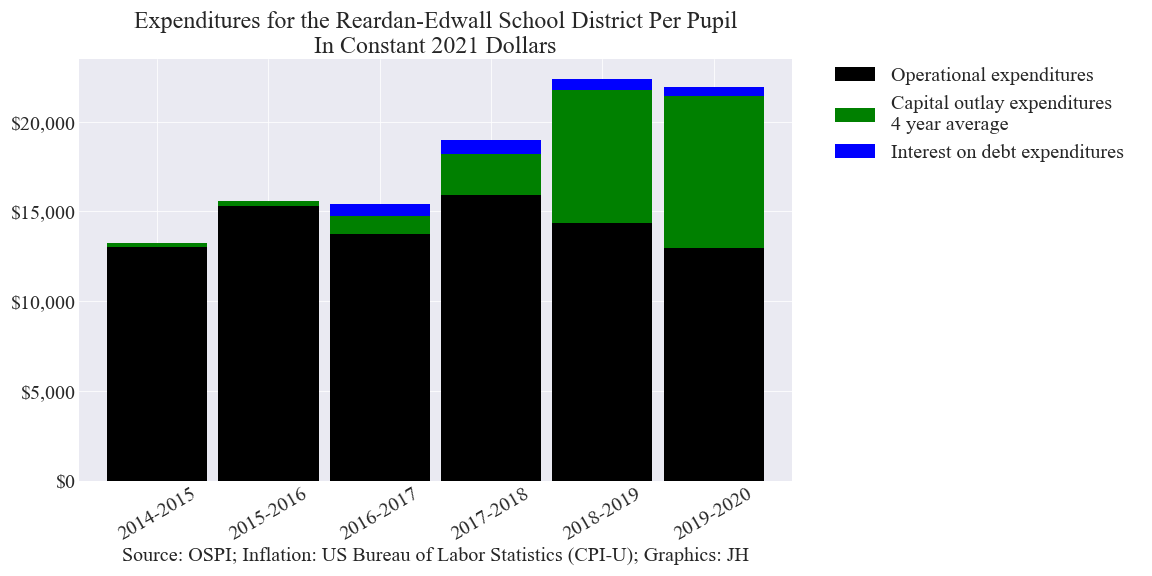 Expenditures for the Reardan-Edwall School District Per Pupil
In Constant 2021 Dollars
Operational expenditures
Capital outlay expenditures
4 year average
Interest on debt expenditures
$20,000
$15,000
$10,000
$5,000
$0
2014-2015
2015-2016
2016-2017
2017-2018
2018-2019
2019-2020
Source: OSPI; Inflation: US Bureau of Labor Statistics (CPI-U); Graphics: JH